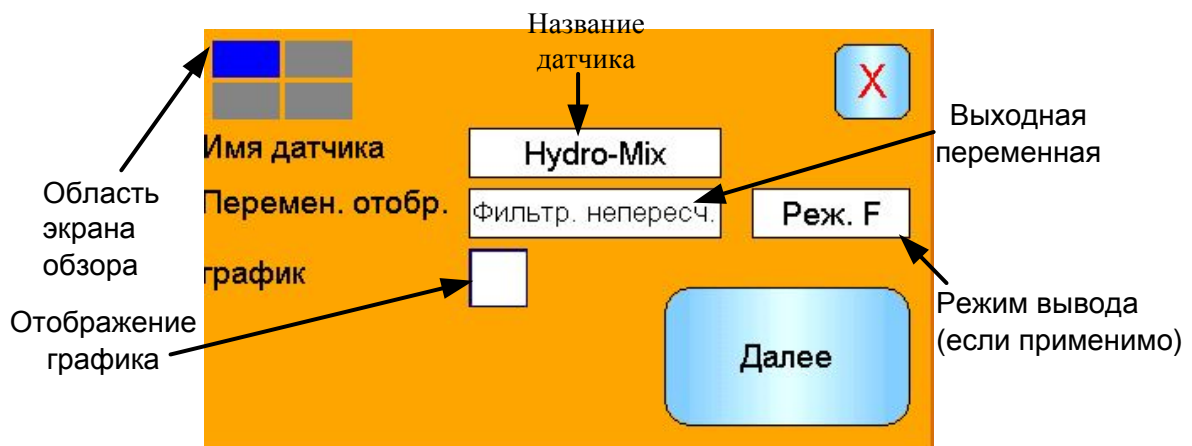 Название
датчика
X
Имя датчика
Hydro-Mix
Выходная
переменная
Область
экрана
обзора
Перемен. отобр.
Фильтр. непересч.
Реж. F
график
Отображение
графика
Режим вывода
(если применимо)
Далее